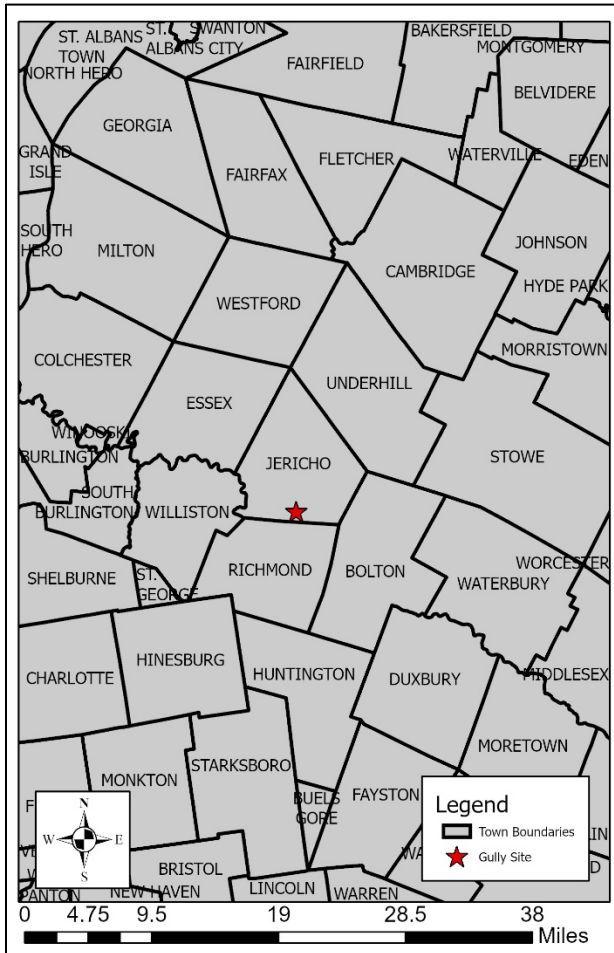 ST. ALBANS
TOWN
ST.
ALBANS CITY
SWANTON
BAKERSFIELD
MONTGOMERY
NORTH HERO
FAIRFIELD
BELVIDERE
GEORGIA
GRAND
ISLE
FAIRFAX
FLETCHER
WATERVILLE
EDEN
SOUTH
HERO
MILTON
JOHNSON
CAMBRIDGE
HYDE PARK
WESTFORD
MORRISTOWN
COLCHESTER
UNDERHILL
ESSEX
WINOOSKI
BURLINGTON
JERICHO
STOWE
SOUTH
BURLINGTON
WILLISTON
SHELBURNE
ST.
GEORGE
RICHMOND
BOLTON
WATERBURY
WORCESTER
CHARLOTTE
HINESBURG
HUNTINGTON
DUXBURY
MIDDLESEX
MORETOWN
MONKTON
STARKSBORO
BUELS
GORE
FAYSTON
BRISTOL
PANTON
NEW HAVEN
LINCOLN
WARREN
N
W E
S
Legend
Town Boundaries
Gully Site
0 4.75 9.5 19 28.5 38
Miles